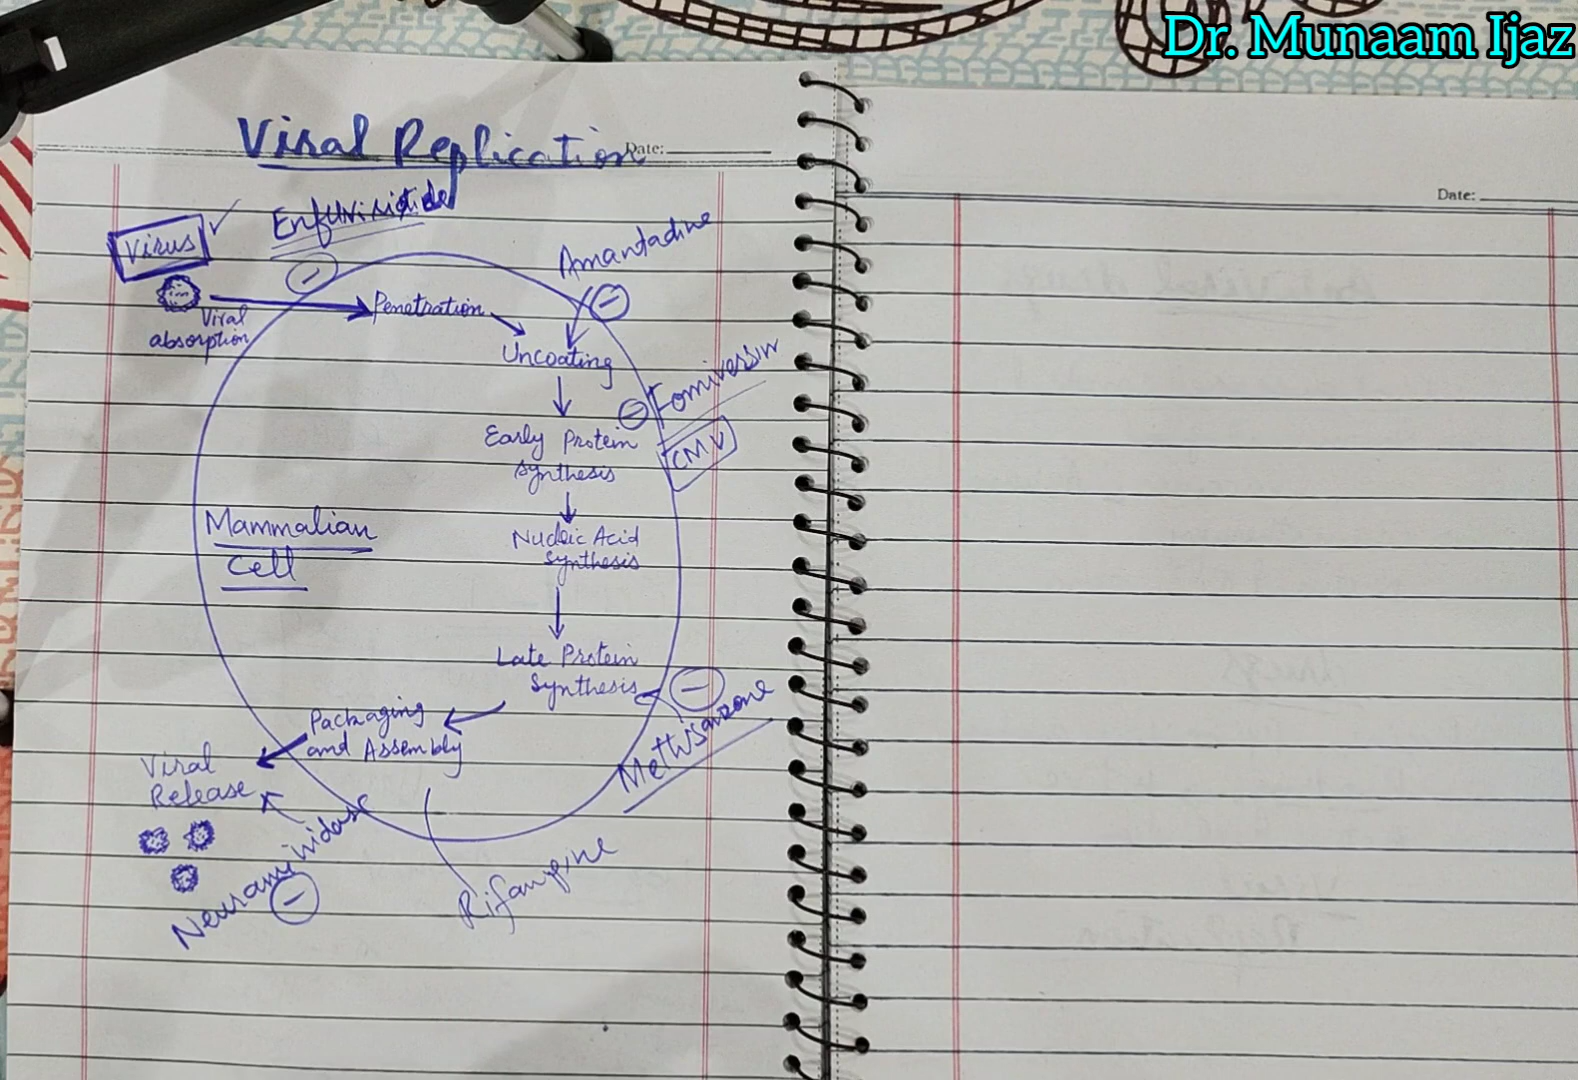 Dr. Munaam Ijaz
Viral Replication
Date:
Date:
Enfuvirtide
Virus
Amantadine
Penetration
Viral
absorption
Uncoating
Fomiversin
CMV
Early Protein
Synthesis
Nucleic Acid
Synthesis
Mammalian
Cell
Late Protein
Synthesis
Methisazone
Packaging
and Assembly
Viral
Release
Neuraminidase
Rifampine